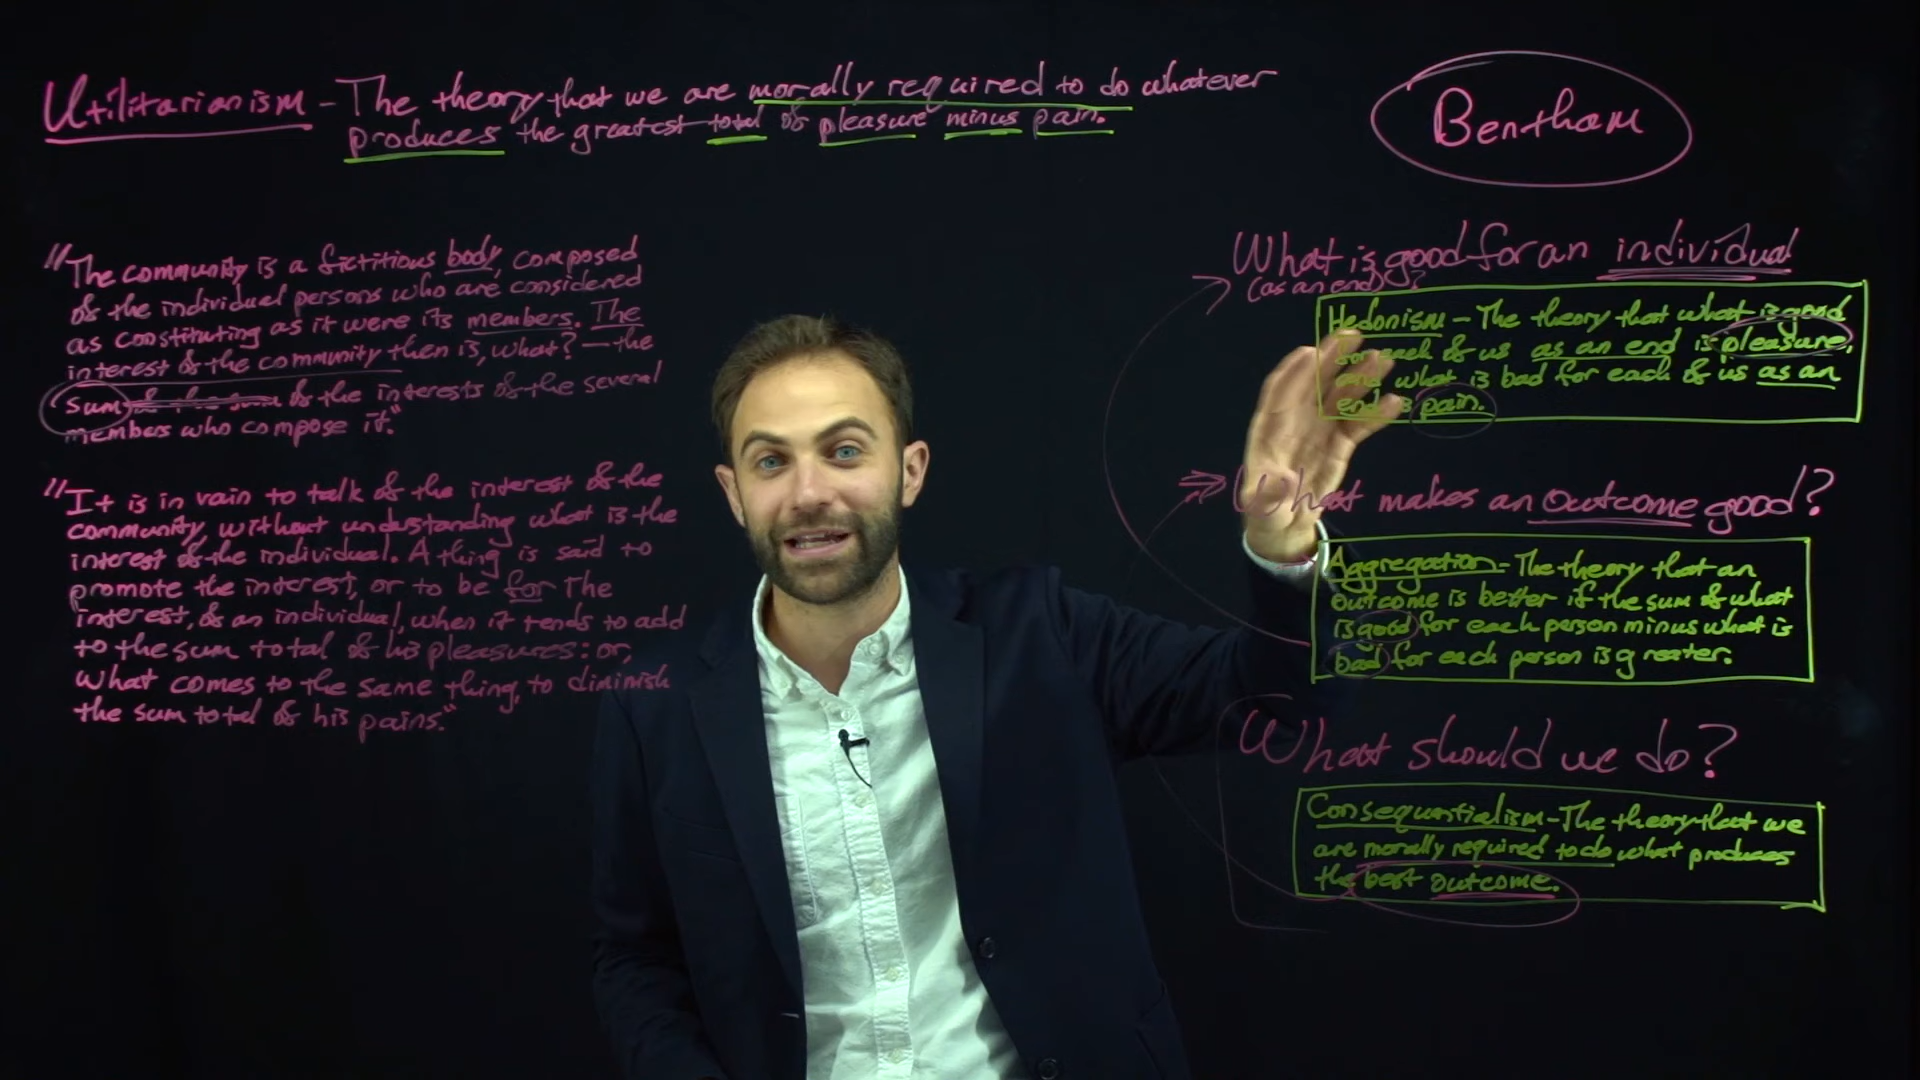 Utilitarianism - The theory that we are morally required to do whatever
produces the greatest total of pleasure minus pain.
Bentham
"The community is a fictitious body, composed
of the individual persons who are considered
as constituting as it were its members. The
interest of the community then is, what? - the
sum of the sum of the interests of the several
members who compose it."
"It is in vain to talk of the interest of the
community, without understanding what is the
interest of the individual. A thing is said to
promote the interest, or to be for the
interest, of an individual, when it tends to add
to the sum total of his pleasures: or,
what comes to the same thing, to diminish
the sum total of his pains."
What is good for an individual
(as an end)?
Hedonism - The theory that what is good
for each of us as an end is pleasure,
and what is bad for each of us as an
end is pain.
What makes an outcome good?
Aggregation - The theory that an
outcome is better if the sum of what
is good for each person minus what is
bad for each person is greater.
What should we do?
Consequentialism - The theory that we
are morally required to do what produces
the best outcome.